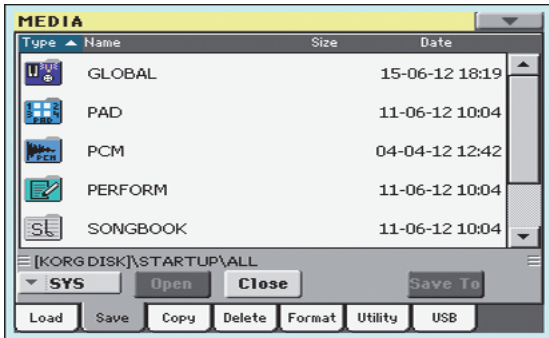 MEDIA
Type Name Size Date
GLOBAL 15-06-12 18:19
PAD 11-06-12 10:04
PCM 04-04-12 12:42
PERFORM 11-06-12 10:04
SONGBOOK 11-06-12 10:04
[KORG DISK]\STARTUP\ALL
SYS Open Close Save To
Load Save Copy Delete Format Utility USB